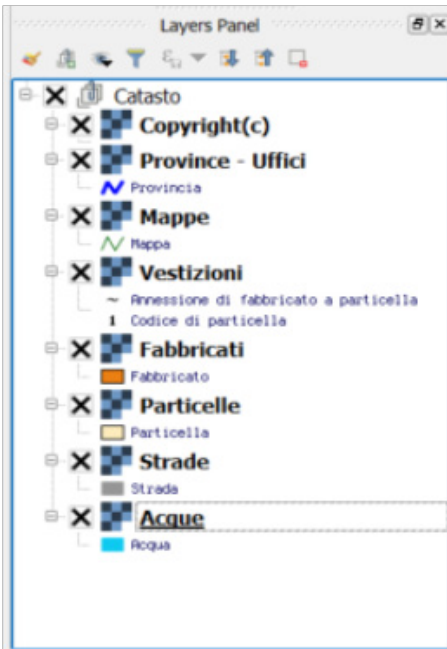 Layers Panel
Catasto
Copyright(c)
Province - Uffici
Provincia
Mappe
Mappa
Vestizioni
~ Annessione di fabbricato a particella
1 Codice di particella
Fabbricati
Fabbricato
Particelle
Particella
Strade
Strada
Acque
Acqua